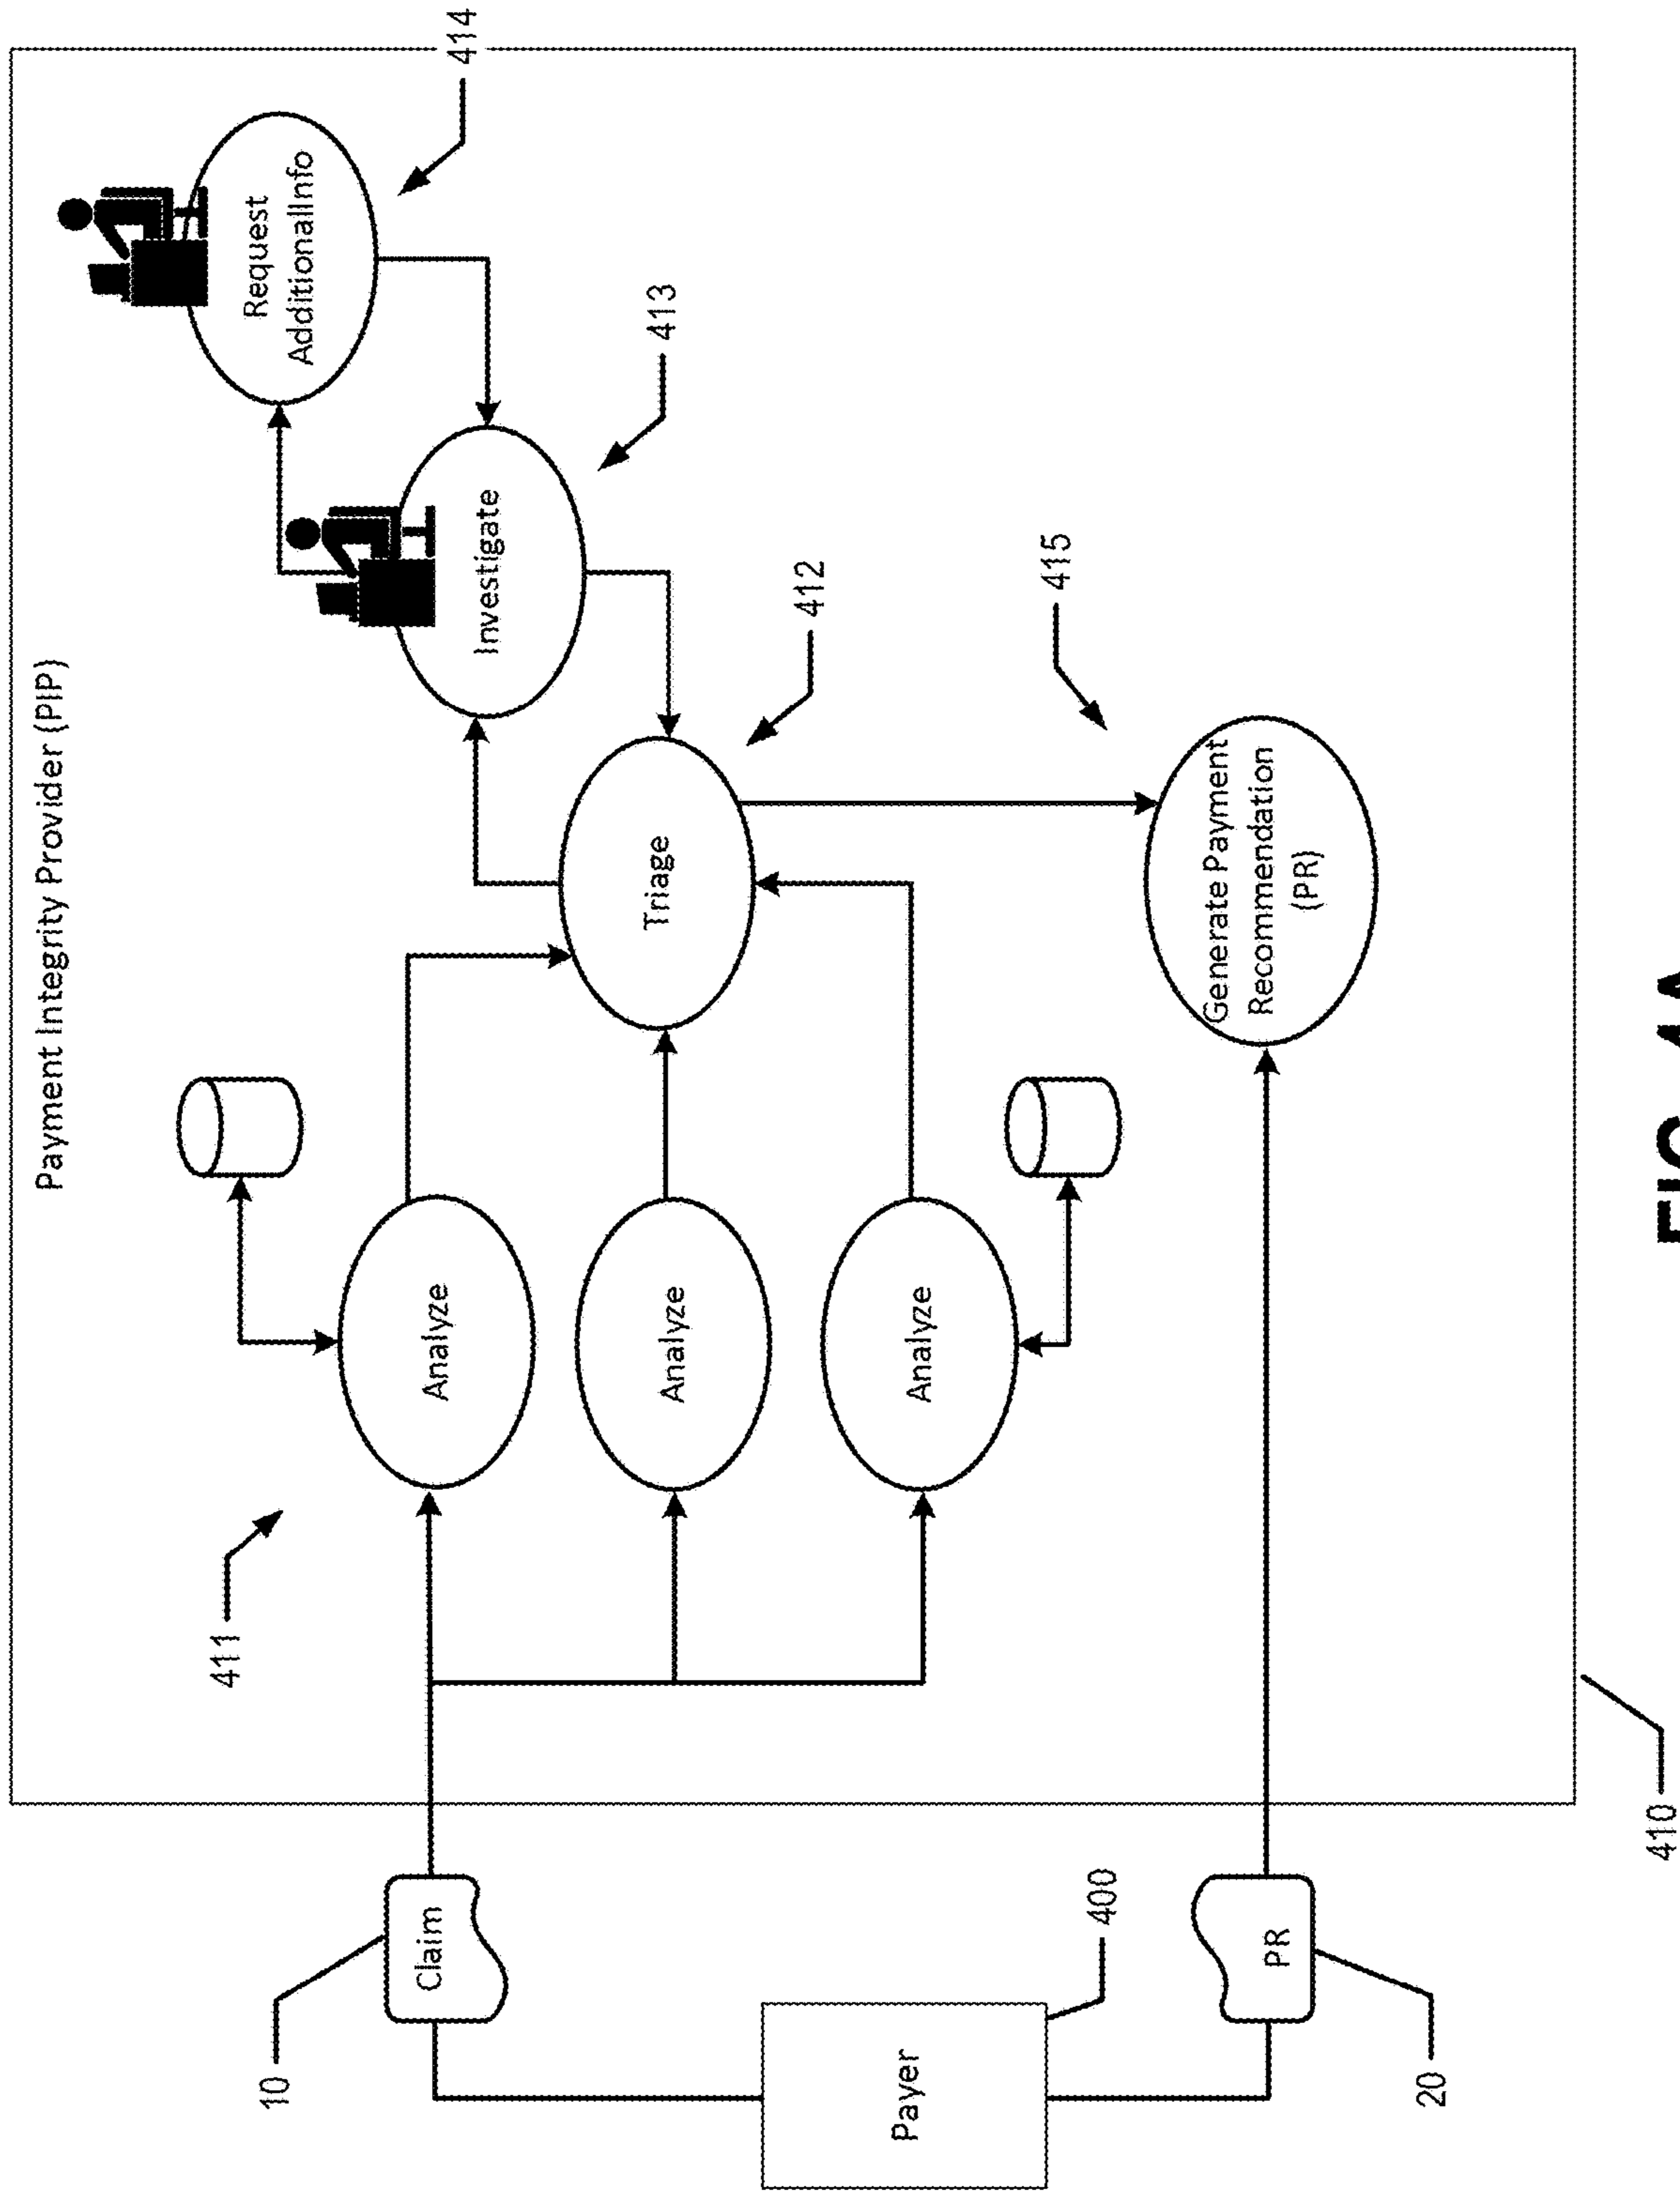 Payment Integrity Provider (PIP)
414
Request
AdditionalInfo
413
Investigate
412
Triage
415
Generate Payment
Recommendation
(PR)
411
Analyze
Analyze
Analyze
10
Claim
Payer
400
PR
20
410